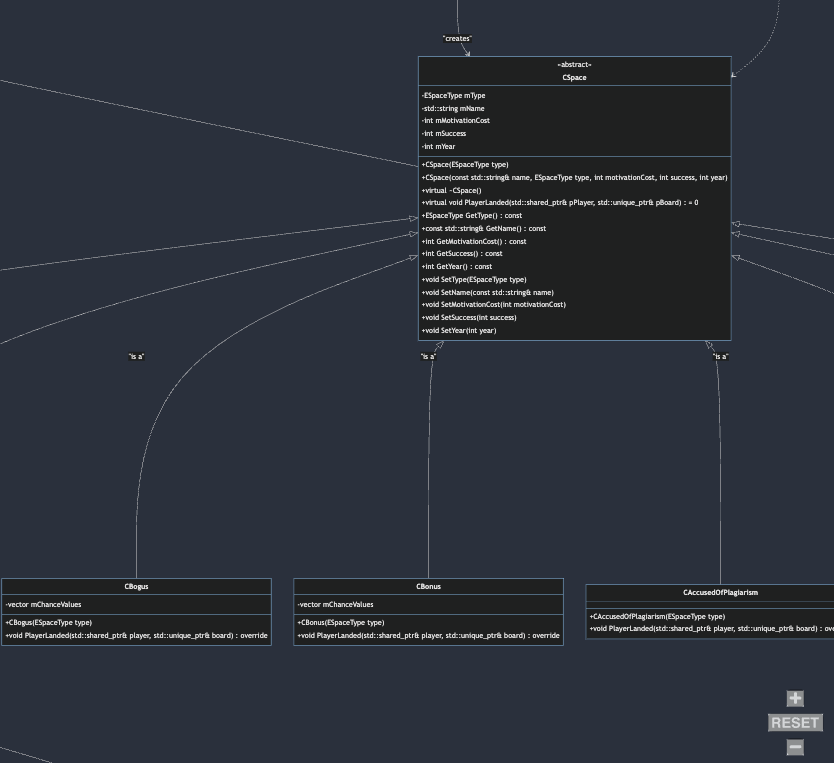 "creates"
«abstract»
CSpace
-ESpaceType mType
-std::string mName
-int mMotivationCost
-int mSuccess
-int mYear
+CSpace(ESpaceType type)
+CSpace(const std::string& name, ESpaceType type, int motivationCost, int success, int year)
+virtual ~CSpace()
+virtual void PlayerLanded(std::shared_ptr& pPlayer, std::unique_ptr& pBoard) : = 0
+ESpaceType GetType() : const
+const std::string& GetName() : const
+int GetMotivationCost() : const
+int GetSuccess() : const
+int GetYear() : const
+void SetType(ESpaceType type)
+void SetName(const std::string& name)
+void SetMotivationCost(int motivationCost)
+void SetSuccess(int success)
+void SetYear(int year)
"is a"
"is a"
"is a"
CBogus
-vector mChanceValues
+CBogus(ESpaceType type)
+void PlayerLanded(std::shared_ptr& player, std::unique_ptr& board) : override
CBonus
-vector mChanceValues
+CBonus(ESpaceType type)
+void PlayerLanded(std::shared_ptr& player, std::unique_ptr& board) : override
CAccusedOfPlagiarism
+CAccusedOfPlagiarism(ESpaceType type)
+void PlayerLanded(std::shared_ptr& player, std::unique_ptr& board) : ove
+
RESET
−